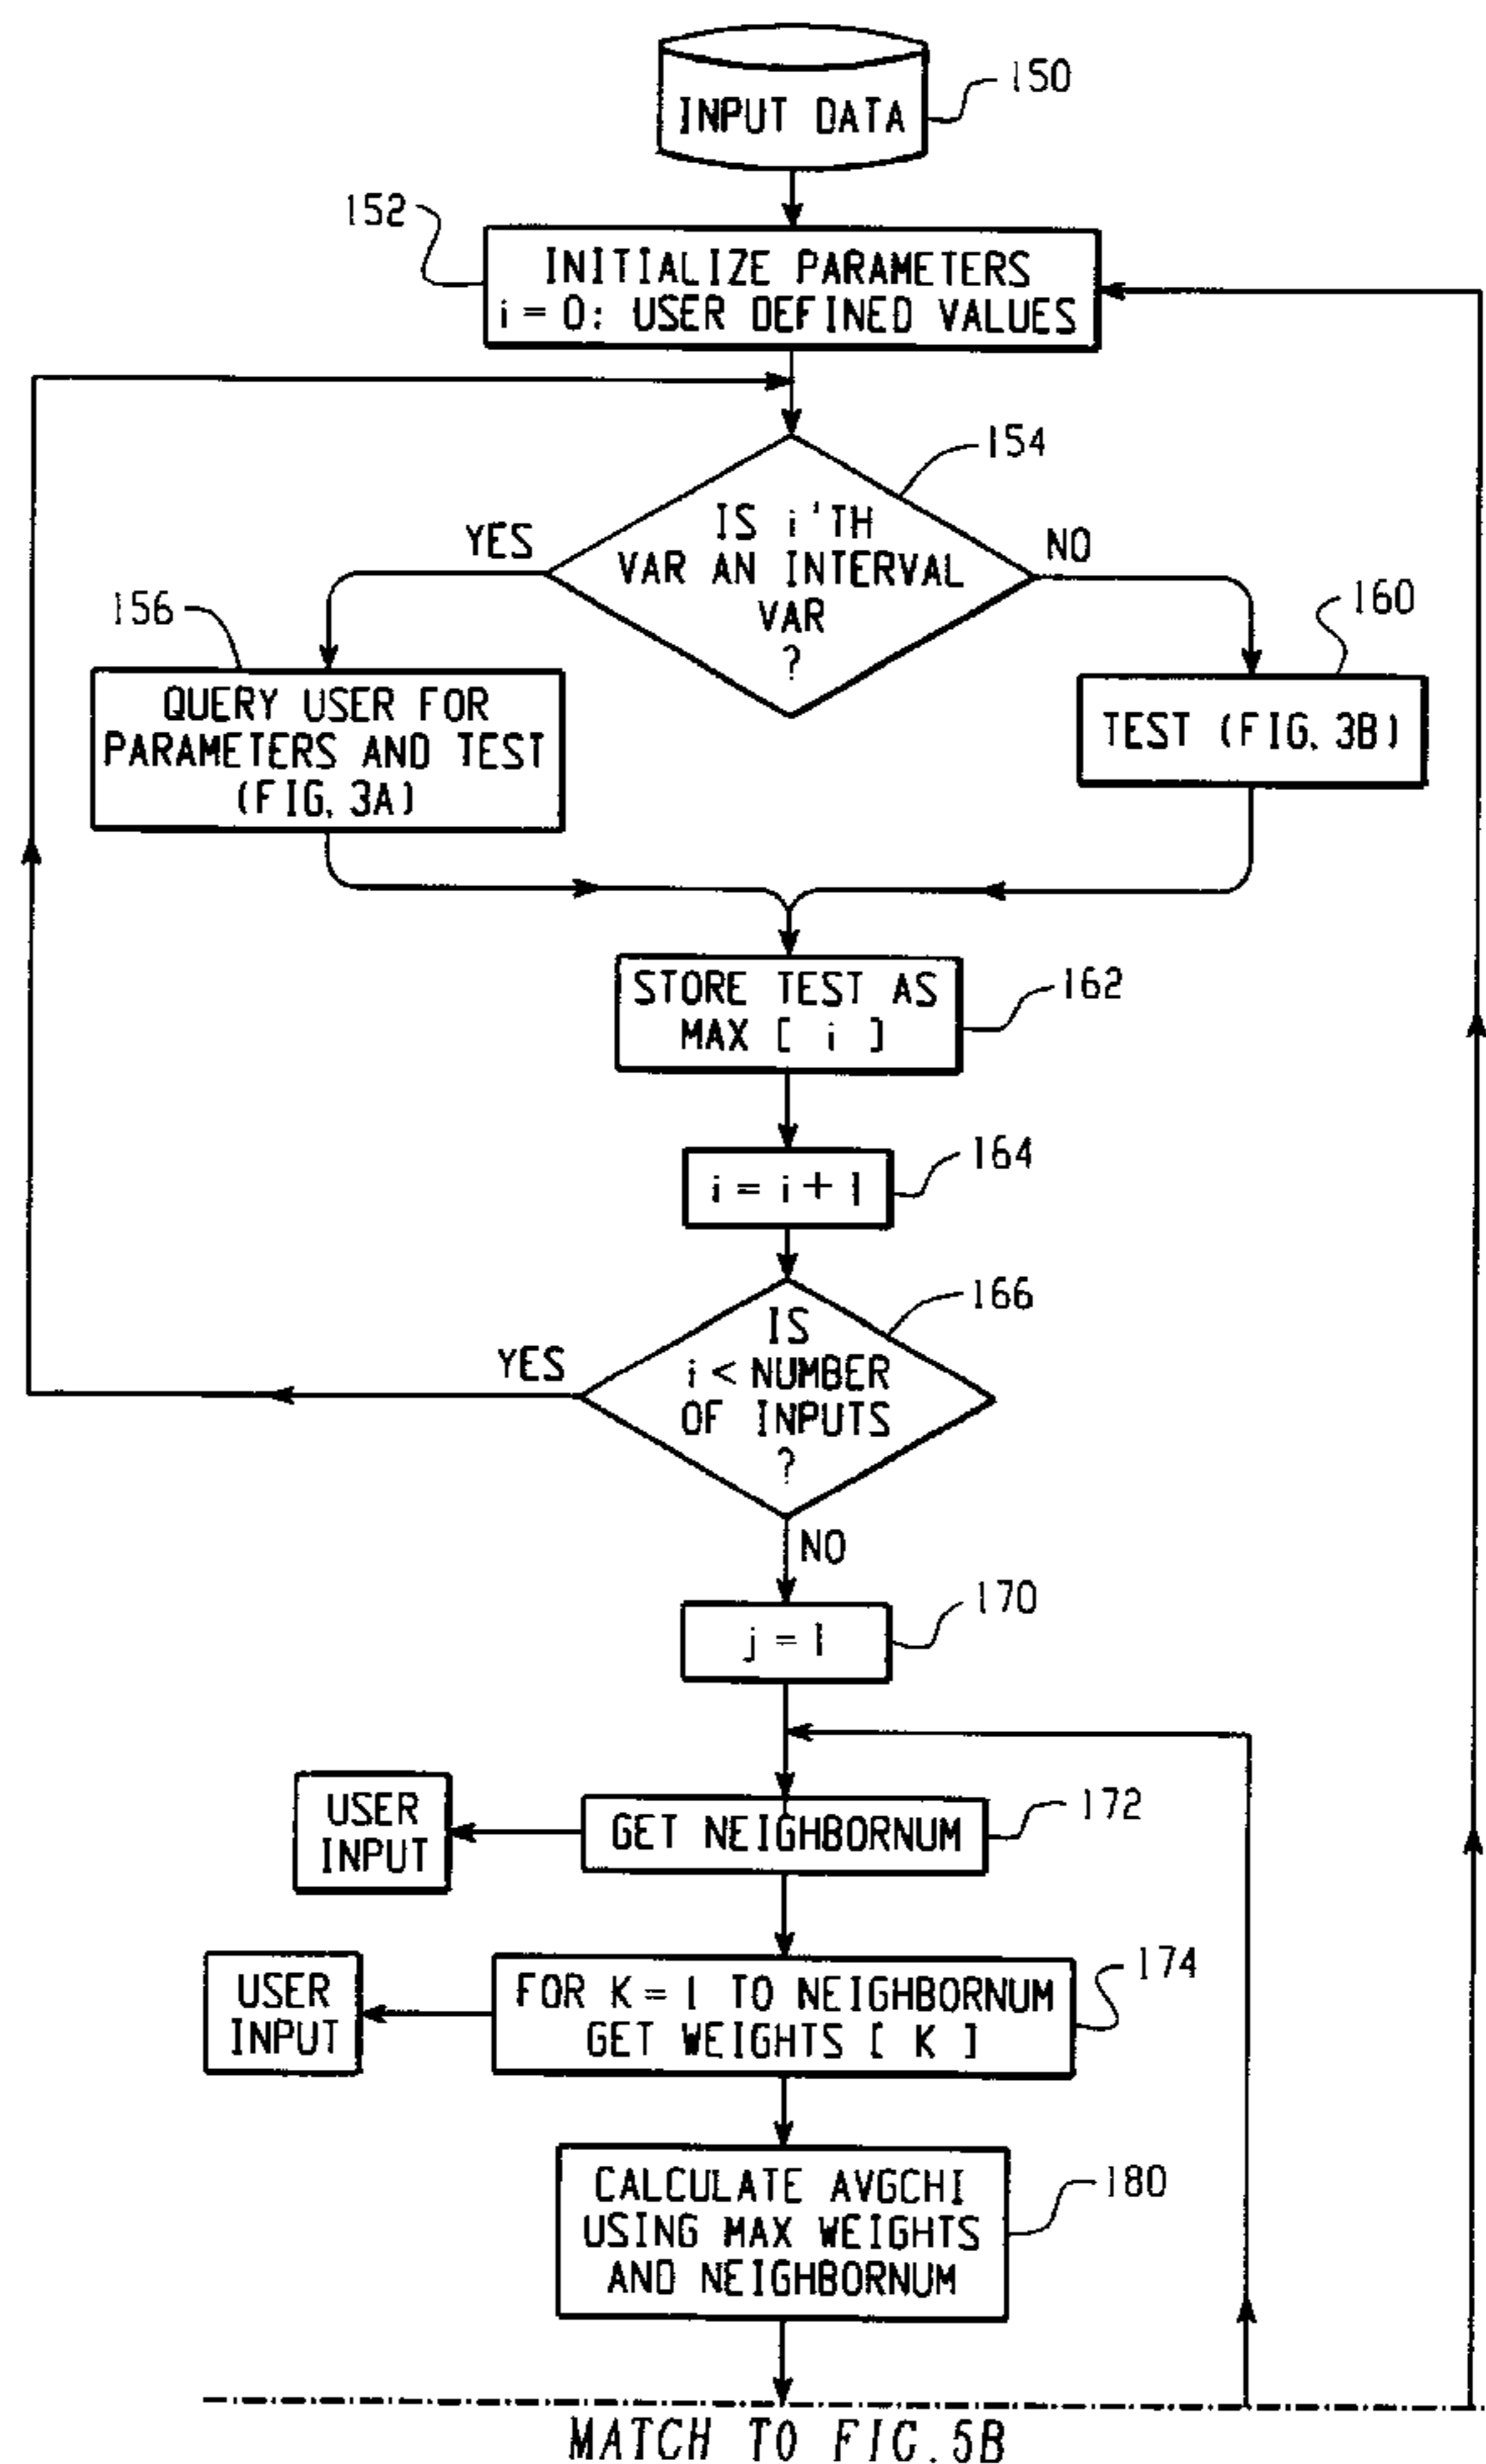 INPUT DATA
150
152
INITIALIZE PARAMETERS
i = 0: USER DEFINED VALUES
154
IS i'TH
VAR AN INTERVAL
VAR
?
YES
NO
156
QUERY USER FOR
PARAMETERS AND TEST
(FIG. 3A)
160
TEST (FIG. 3B)
STORE TEST AS
MAX [ i ]
162
i = i + 1
164
IS
i < NUMBER
OF INPUTS
?
166
YES
NO
j = 1
170
USER
INPUT
GET NEIGHBORNUM
172
USER
INPUT
FOR K = 1 TO NEIGHBORNUM
GET WEIGHTS [ K ]
174
CALCULATE AVGCHI
USING MAX WEIGHTS
AND NEIGHBORNUM
180
MATCH TO FIG. 5B